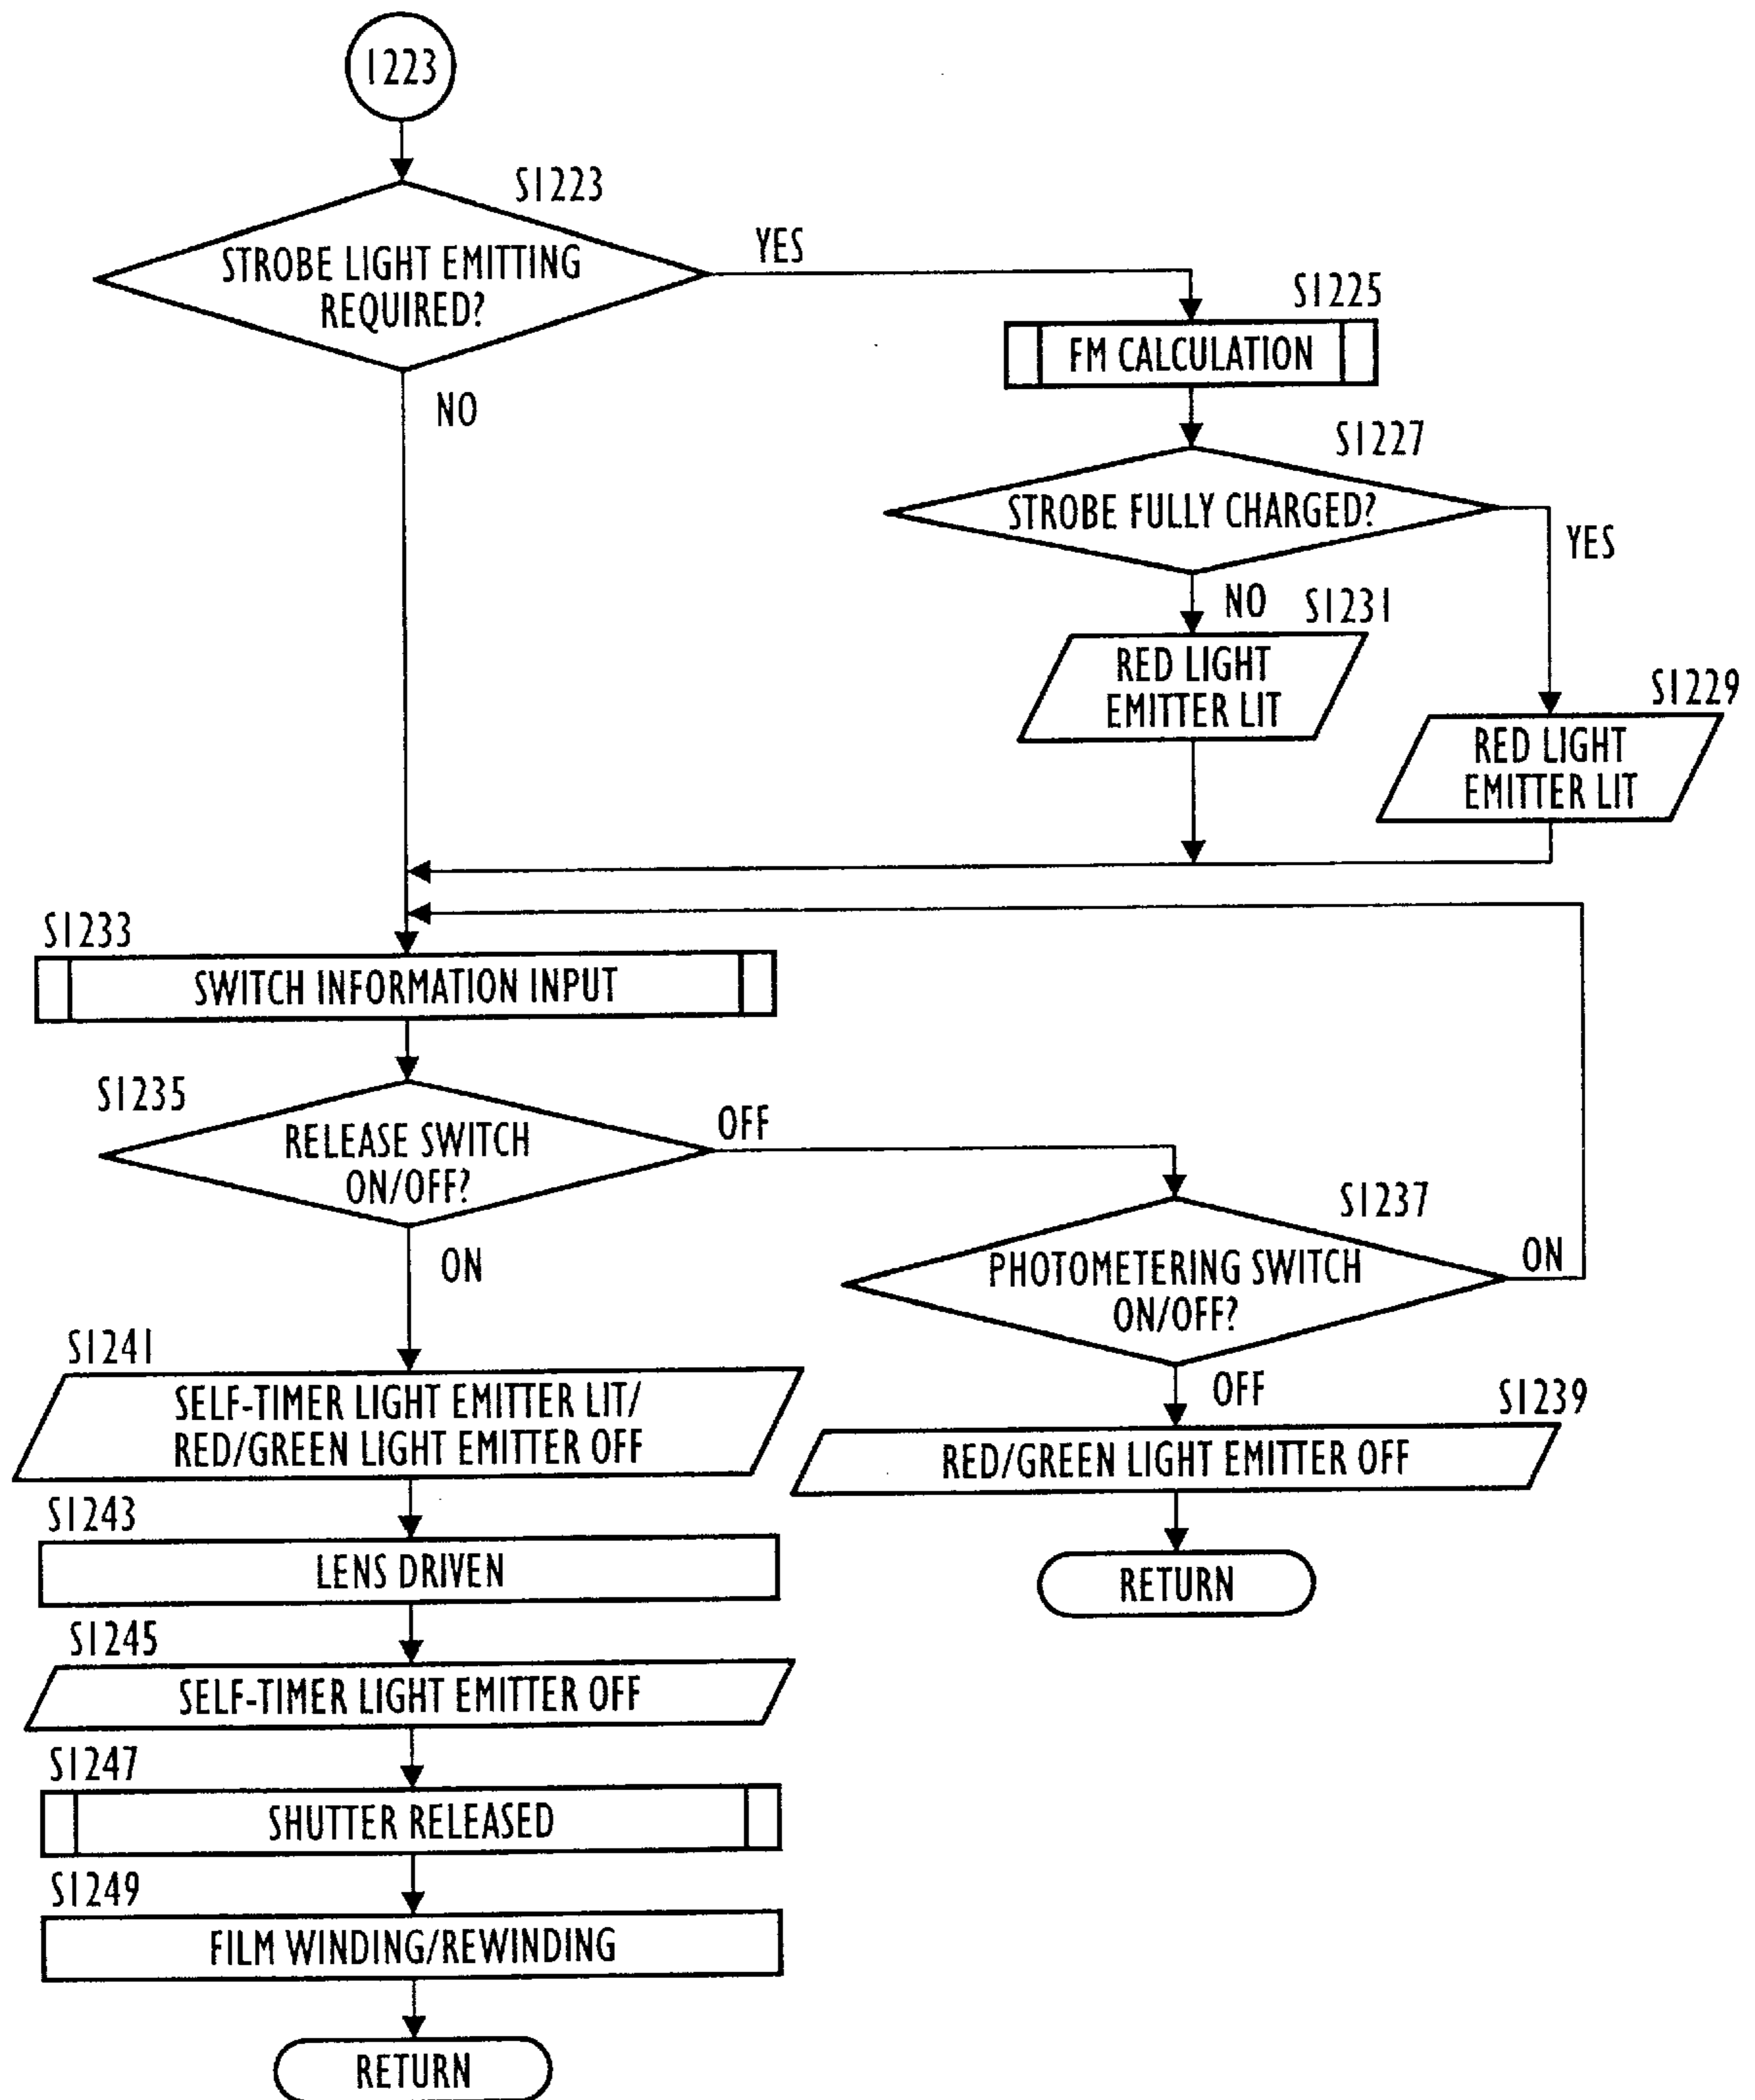 1223
S1223
STROBE LIGHT EMITTING
REQUIRED?
YES
NO
S1225
FM CALCULATION
S1227
STROBE FULLY CHARGED?
YES
NO
S1231
RED LIGHT
EMITTER LIT
S1229
RED LIGHT
EMITTER LIT
S1233
SWITCH INFORMATION INPUT
S1235
RELEASE SWITCH
ON/OFF?
OFF
ON
S1237
PHOTOMETERING SWITCH
ON/OFF?
ON
OFF
S1239
RED/GREEN LIGHT EMITTER OFF
RETURN
S1241
SELF-TIMER LIGHT EMITTER LIT/
RED/GREEN LIGHT EMITTER OFF
S1243
LENS DRIVEN
S1245
SELF-TIMER LIGHT EMITTER OFF
S1247
SHUTTER RELEASED
S1249
FILM WINDING/REWINDING
RETURN